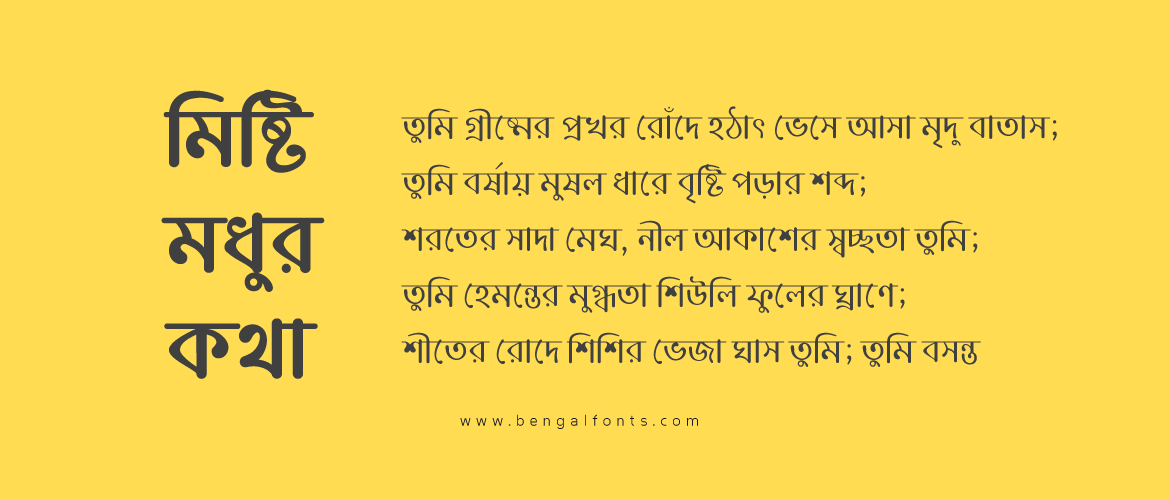 মিষ্টি
মধুর
কথা
তুমি গ্রীষ্মের প্রখর রোঁদে হঠাৎ ভেসে আসা মৃদু বাতাস;
তুমি বর্ষায় মুষল ধারে বৃষ্টি পড়ার শব্দ;
শরতের সাদা মেঘ, নীল আকাশের স্বচ্ছতা তুমি;
তুমি হেমন্তের মুগ্ধতা শিউলি ফুলের ঘ্রাণে;
শীতের রোদে শিশির ভেজা ঘাস তুমি; তুমি বসন্ত
www.bengalfonts.com